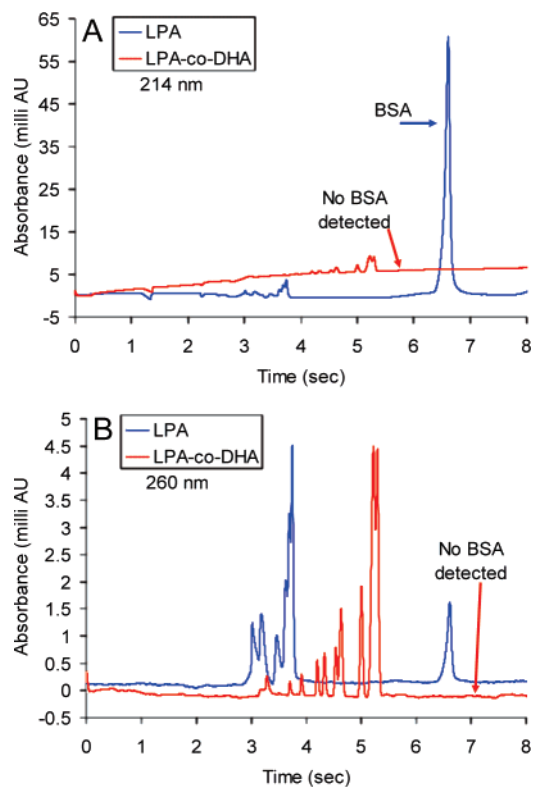 A
LPA
LPA-co-DHA
214 nm
Absorbance (milli AU
65
55
45
35
25
15
5
-5
BSA
No BSA
detected
0 1 2 3 4 5 6 7 8
Time (sec)
B
LPA
LPA-co-DHA
260 nm
Absorbance (milli AU
5
4.5
4
3.5
3
2.5
2
1.5
1
0.5
0
-0.5
No BSA
detected
0 1 2 3 4 5 6 7 8
Time (sec)